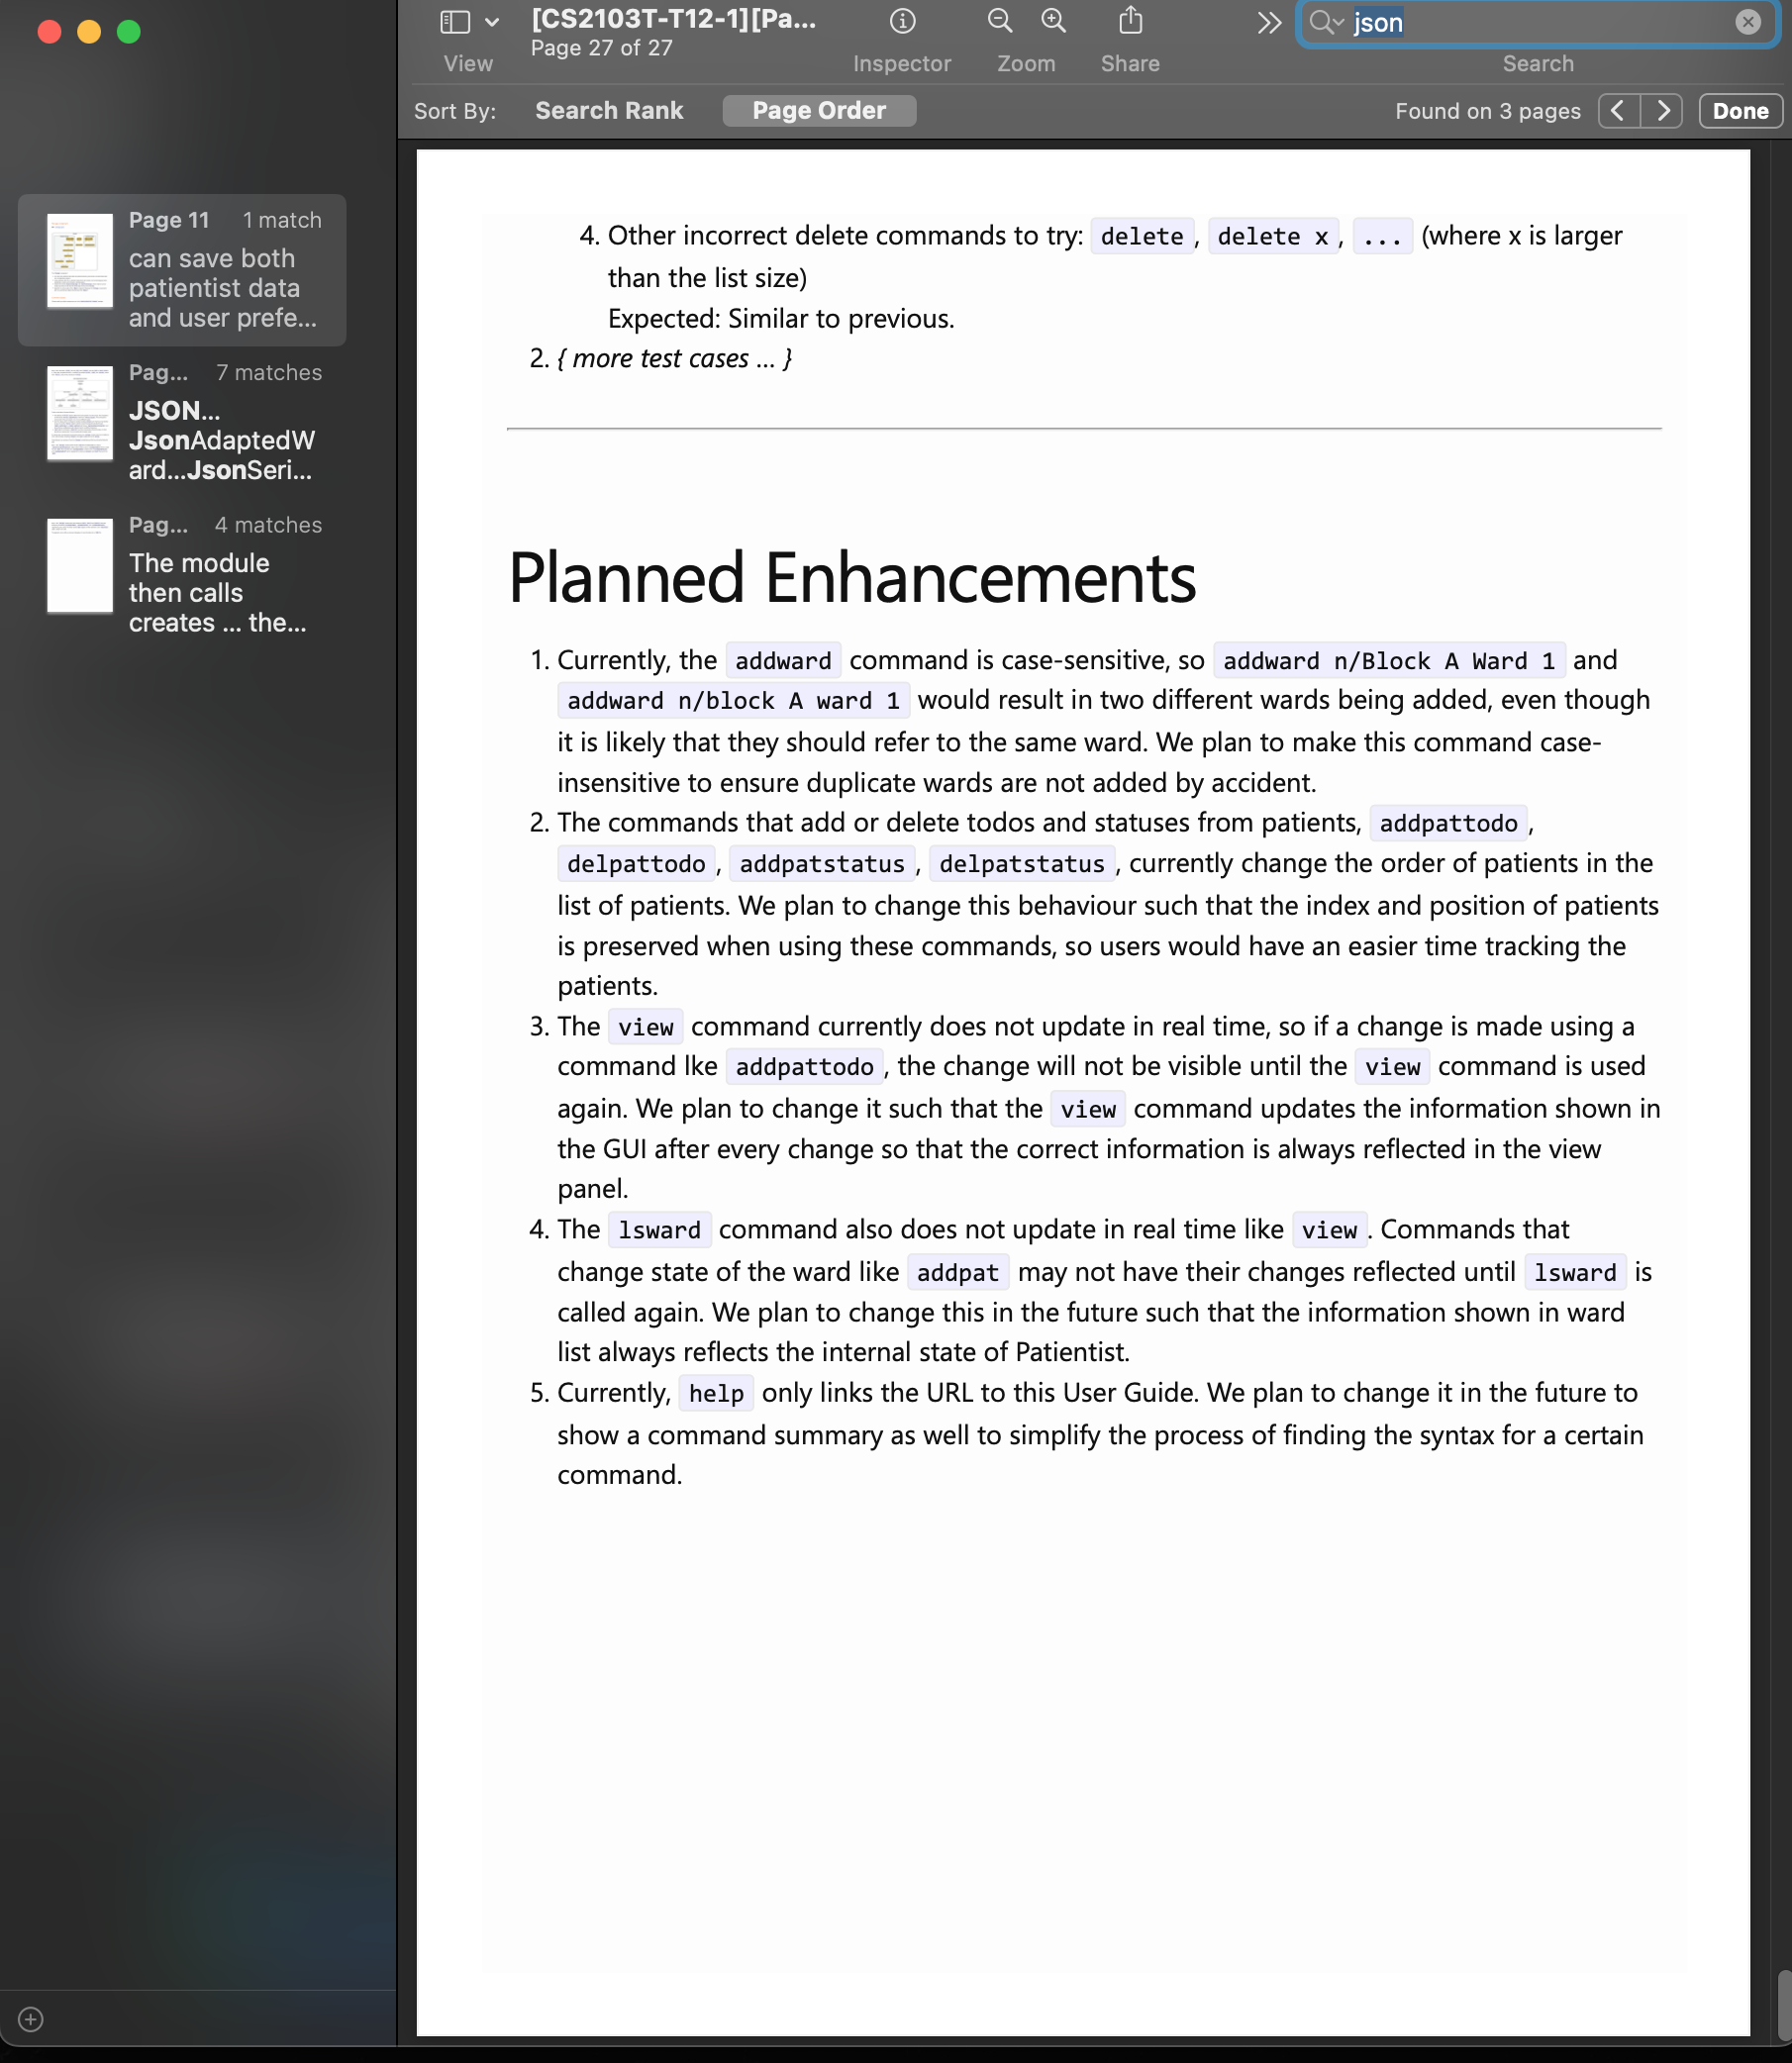 [CS2103T-T12-1][Pa...
Page 27 of 27
View
Inspector
Zoom
Share
json
Search
Sort By:
Search Rank
Page Order
Found on 3 pages
Done
Page 11 1 match
can save both
patientist data
and user prefe...
Pag... 7 matches
JSON...
JsonAdaptedW
ard...JsonSeri...
Pag... 4 matches
The module
then calls
creates ... the...
4. Other incorrect delete commands to try: delete , delete x , ... (where x is larger
than the list size)
Expected: Similar to previous.
2. { more test cases ... }
Planned Enhancements
1. Currently, the addward command is case-sensitive, so addward n/Block A Ward 1 and
addward n/block A ward 1 would result in two different wards being added, even though
it is likely that they should refer to the same ward. We plan to make this command case-
insensitive to ensure duplicate wards are not added by accident.
2. The commands that add or delete todos and statuses from patients, addpattodo ,
delpattodo , addpatstatus , delpatstatus , currently change the order of patients in the
list of patients. We plan to change this behaviour such that the index and position of patients
is preserved when using these commands, so users would have an easier time tracking the
patients.
3. The view command currently does not update in real time, so if a change is made using a
command lke addpattodo , the change will not be visible until the view command is used
again. We plan to change it such that the view command updates the information shown in
the GUI after every change so that the correct information is always reflected in the view
panel.
4. The lsward command also does not update in real time like view . Commands that
change state of the ward like addpat may not have their changes reflected until lsward is
called again. We plan to change this in the future such that the information shown in ward
list always reflects the internal state of Patientist.
5. Currently, help only links the URL to this User Guide. We plan to change it in the future to
show a command summary as well to simplify the process of finding the syntax for a certain
command.